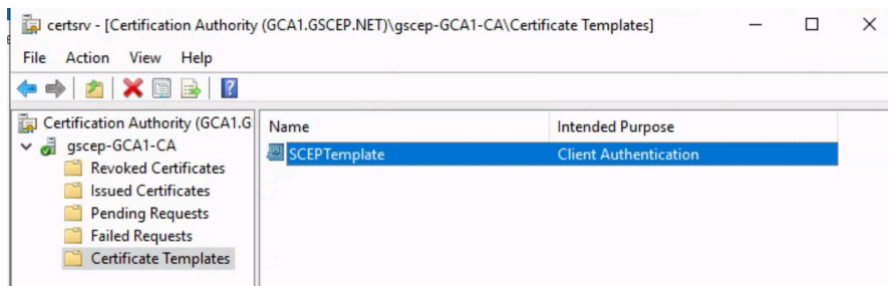 certsrv - [Certification Authority (GCA1.GSCEP.NET)\gscep-GCA1-CA\Certificate Templates]
File Action View Help
Certification Authority (GCA1.G
gscep-GCA1-CA
Revoked Certificates
Issued Certificates
Pending Requests
Failed Requests
Certificate Templates
Name Intended Purpose
SCEPTemplate Client Authentication